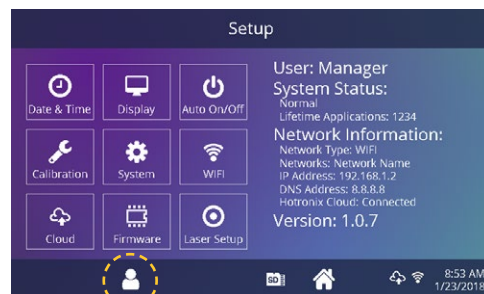 Setup
Date & Time
Display
Auto On/Off
Calibration
System
WIFI
Cloud
Firmware
Laser Setup
User: Manager
System Status:
Normal
Lifetime Applications: 1234
Network Information:
Network Type: WIFI
Networks: Network Name
IP Address: 192.168.1.2
DNS Address: 8.8.8.8
Hotronix Cloud: Connected
Version: 1.0.7
SD
8:53 AM
1/23/2018